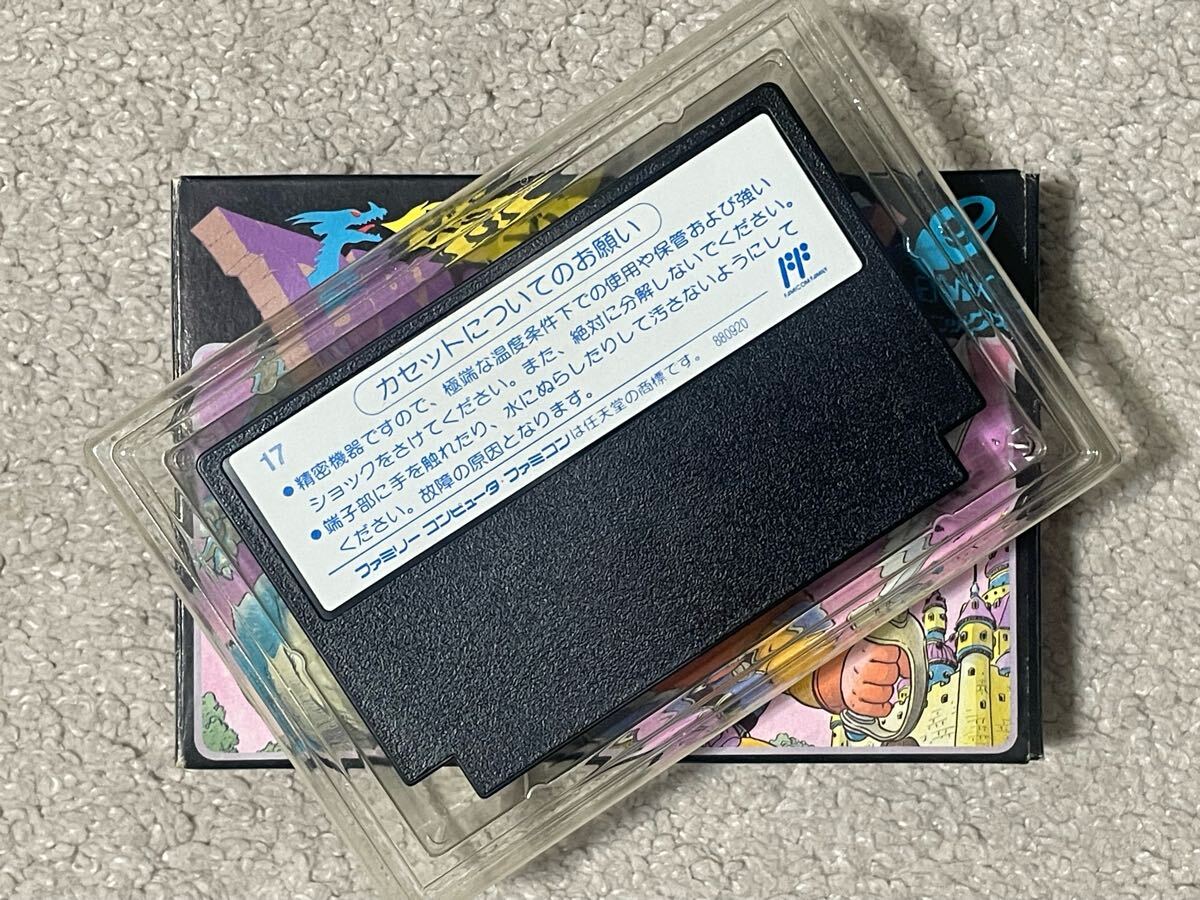 カセットについてのお願い
17
●精密機器ですので、極端な温度条件下での使用や保管および強い
ショックをさけてください。また、絶対に分解しないでください。
●端子部に手を触れたり、水にぬらしたりして汚さないようにして
ください。故障の原因となります。
ファミリーコンピュータ・ファミコンは任天堂の商標です。
880920
FF
FAMICOM FAMILY